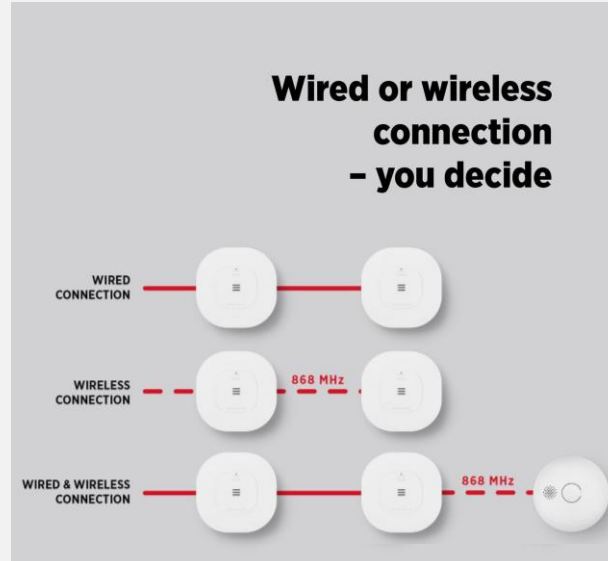 Wired or wireless
connection
– you decide
WIRED
CONNECTION
WIRELESS
CONNECTION
868 MHz
WIRED & WIRELESS
CONNECTION
868 MHz